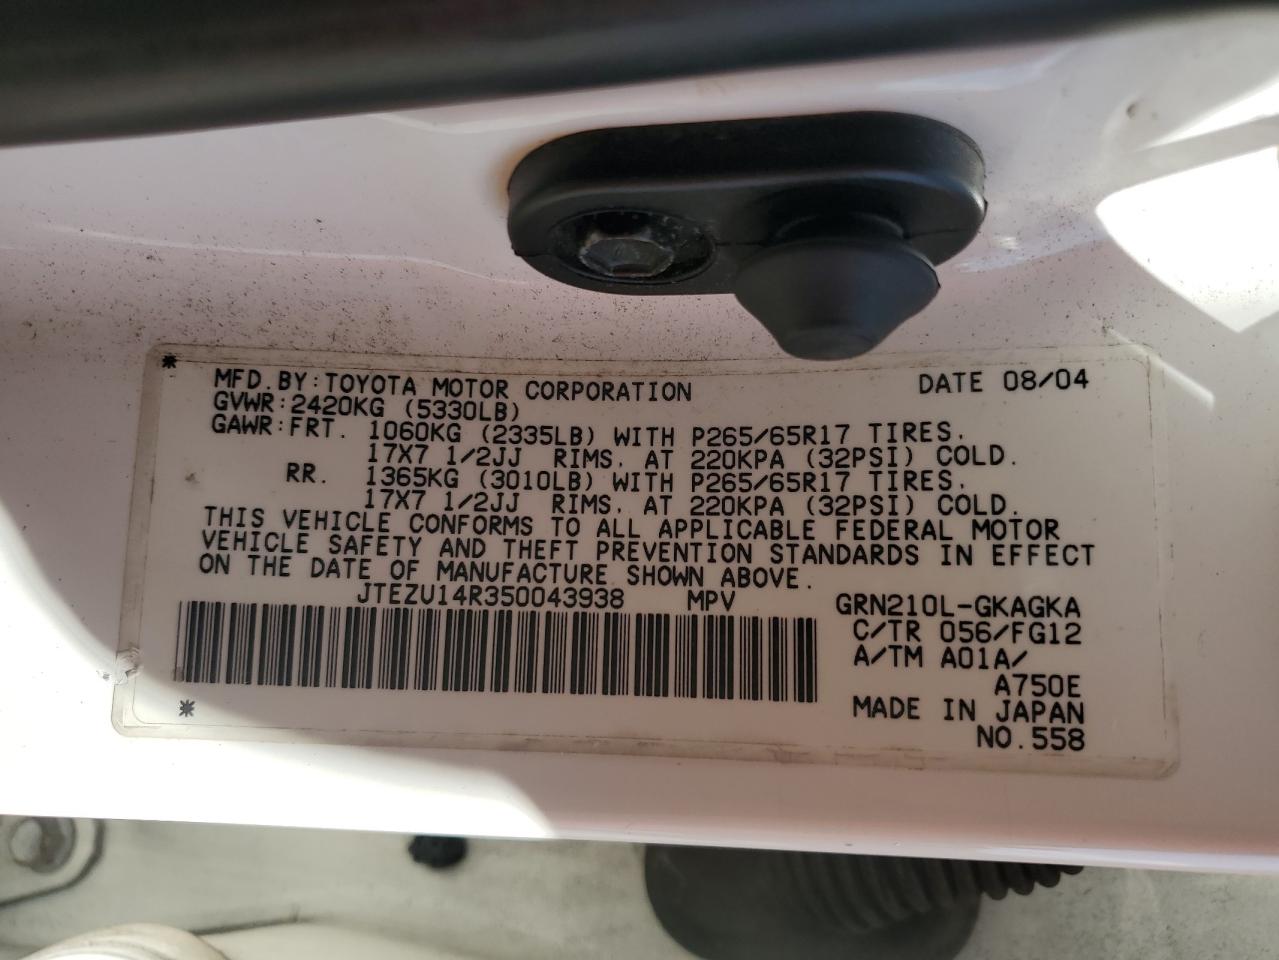 MFD.BY:TOYOTA MOTOR CORPORATION DATE 08/04
GVWR:2420KG (5330LB)
GAWR:FRT. 1060KG (2335LB) WITH P265/65R17 TIRES.
17X7 1/2JJ RIMS. AT 220KPA (32PSI) COLD.
RR. 1365KG (3010LB) WITH P265/65R17 TIRES.
17X7 1/2JJ RIMS. AT 220KPA (32PSI) COLD.
THIS VEHICLE CONFORMS TO ALL APPLICABLE FEDERAL MOTOR
VEHICLE SAFETY AND THEFT PREVENTION STANDARDS IN EFFECT
ON THE DATE OF MANUFACTURE SHOWN ABOVE.
JTEZU14R350043938 MPV GRN210L-GKAGKA
C/TR 056/FG12
A/TM A01A/
A750E
MADE IN JAPAN
NO.558